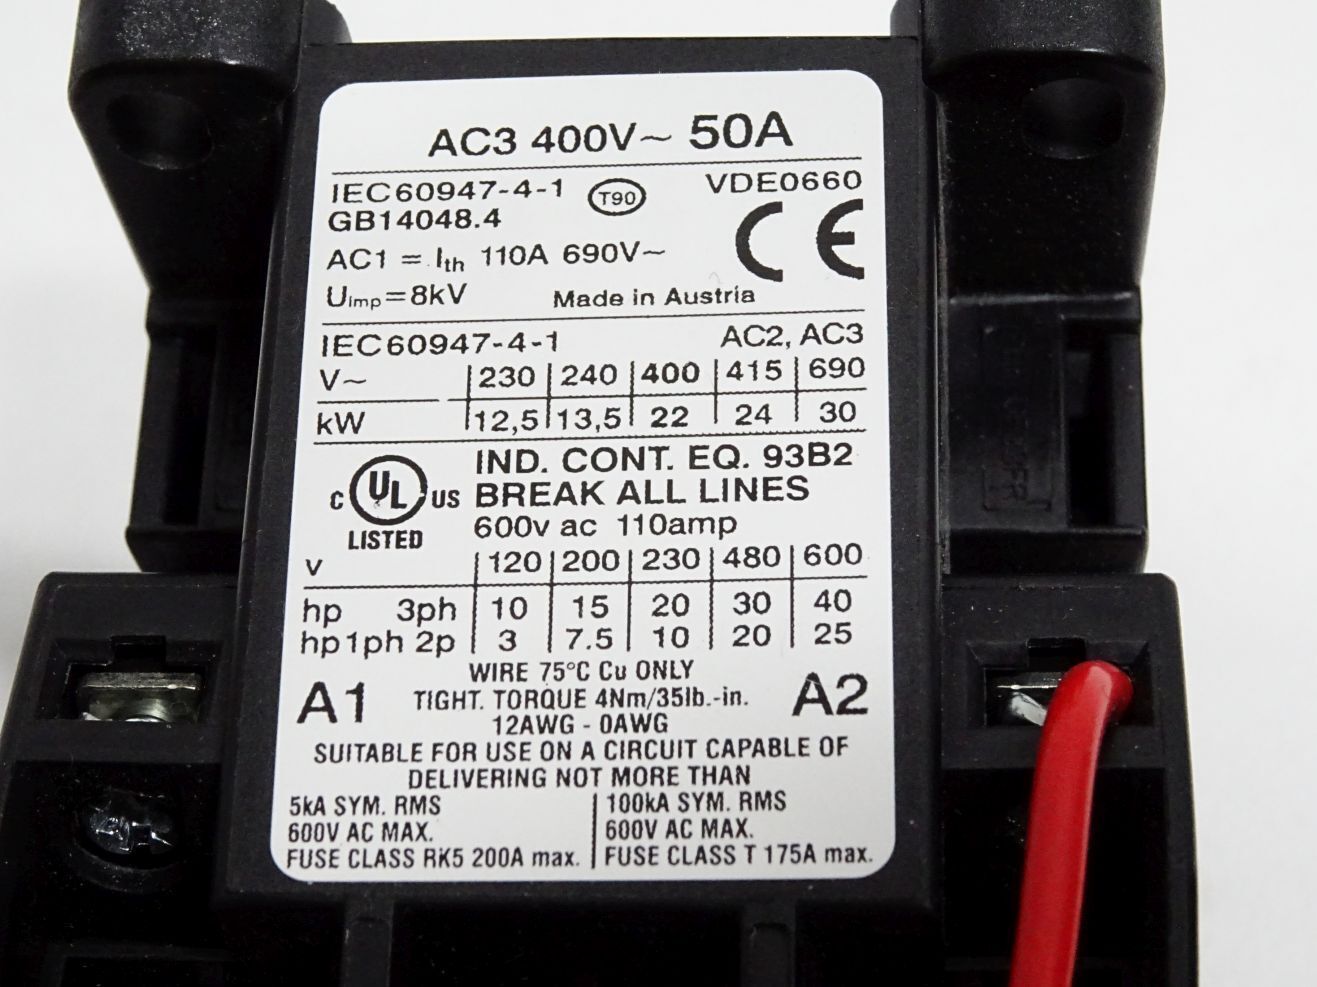 AC3 400V~ 50A
IEC60947-4-1 T90 VDE0660
GB14048.4
CE
AC1 = Ith 110A 690V~
Uimp=8kV Made in Austria
IEC60947-4-1 AC2, AC3
V~ 230 240 400 415 690
kW 12,5 13,5 22 24 30
IND. CONT. EQ. 93B2
C UL US BREAK ALL LINES
LISTED 600v ac 110amp
v 120 200 230 480 600
hp 3ph 10 15 20 30 40
hp1ph 2p 3 7.5 10 20 25
WIRE 75°C Cu ONLY
A1 TIGHT. TORQUE 4Nm/35lb.-in. A2
12AWG - 0AWG
SUITABLE FOR USE ON A CIRCUIT CAPABLE OF
DELIVERING NOT MORE THAN
5kA SYM. RMS 100kA SYM. RMS
600V AC MAX. 600V AC MAX.
FUSE CLASS RK5 200A max. FUSE CLASS T 175A max.